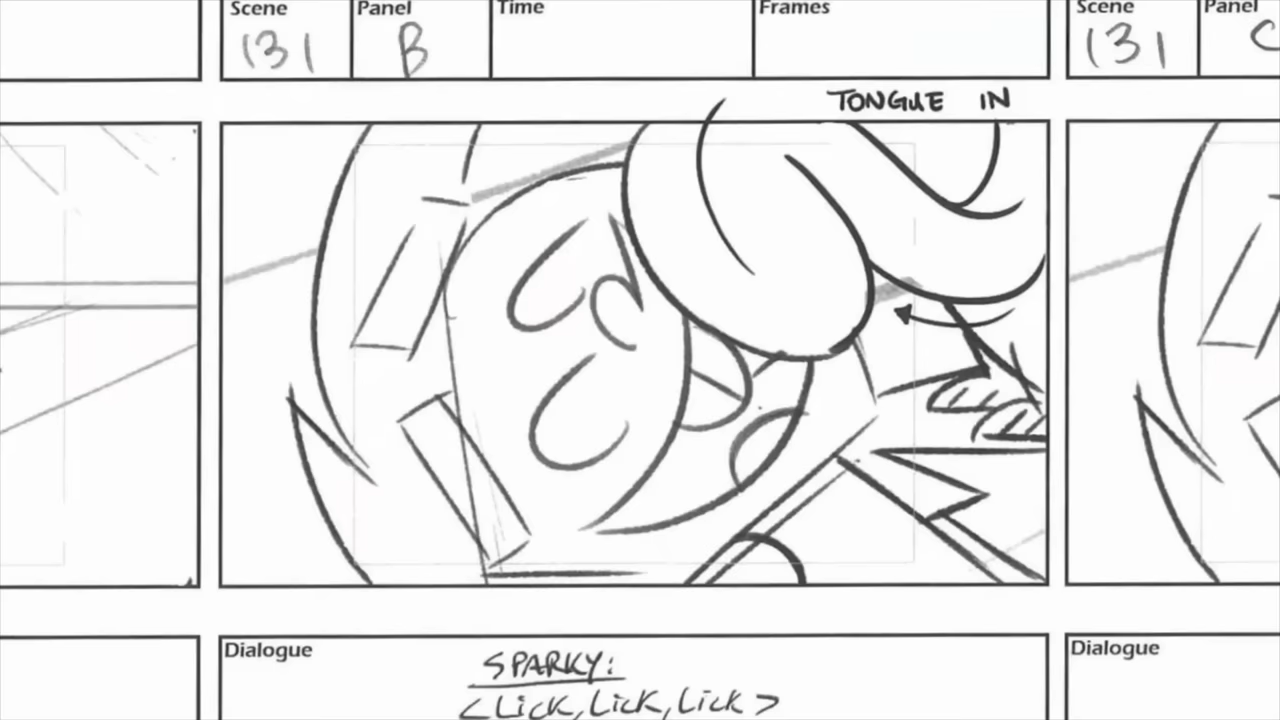 Scene Panel Time Frames Scene Panel
131 B 131 C
TONGUE IN
Dialogue Dialogue
SPARKY:
<LICK, LICK, LICK>